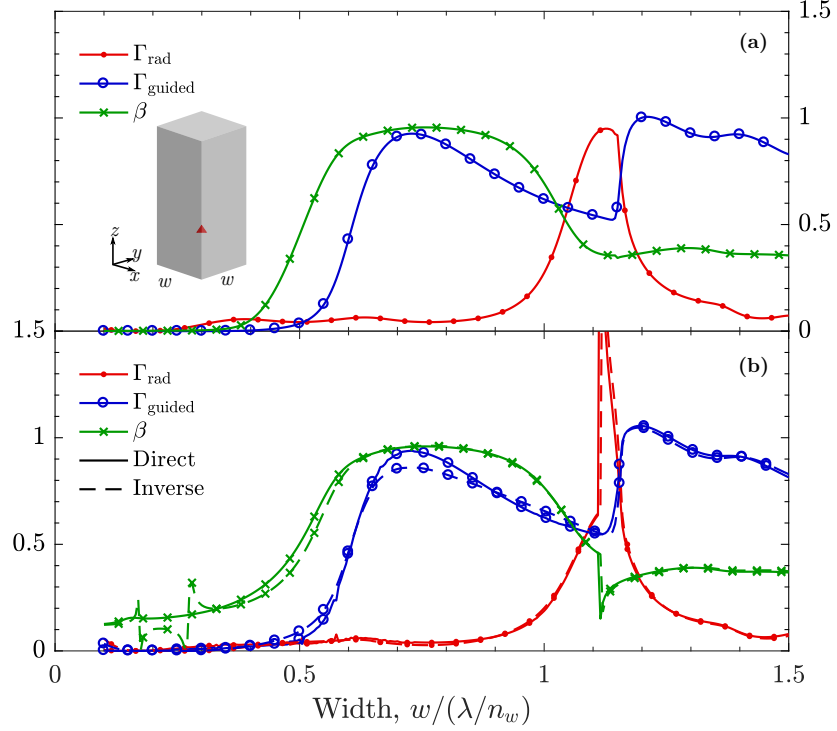 1.5
(a)
Γrad
Γguided
β
1
0.5
z
y
x
w w
0
1.5
(b)
Γrad
Γguided
β
Direct
Inverse
1
0.5
0
0 0.5 1 1.5
Width, w/(λ/n_w)